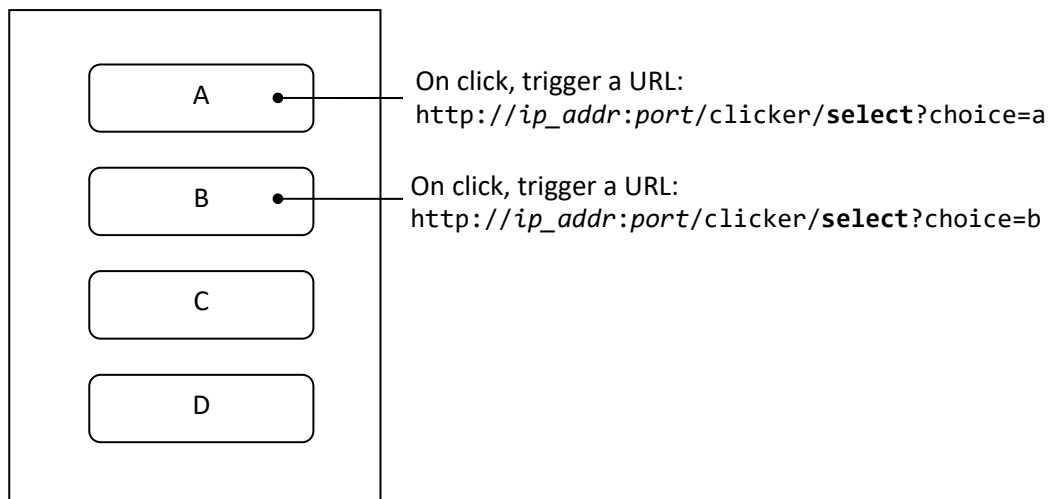 A
On click, trigger a URL:
http://ip_addr:port/clicker/select?choice=a
B
On click, trigger a URL:
http://ip_addr:port/clicker/select?choice=b
C
D